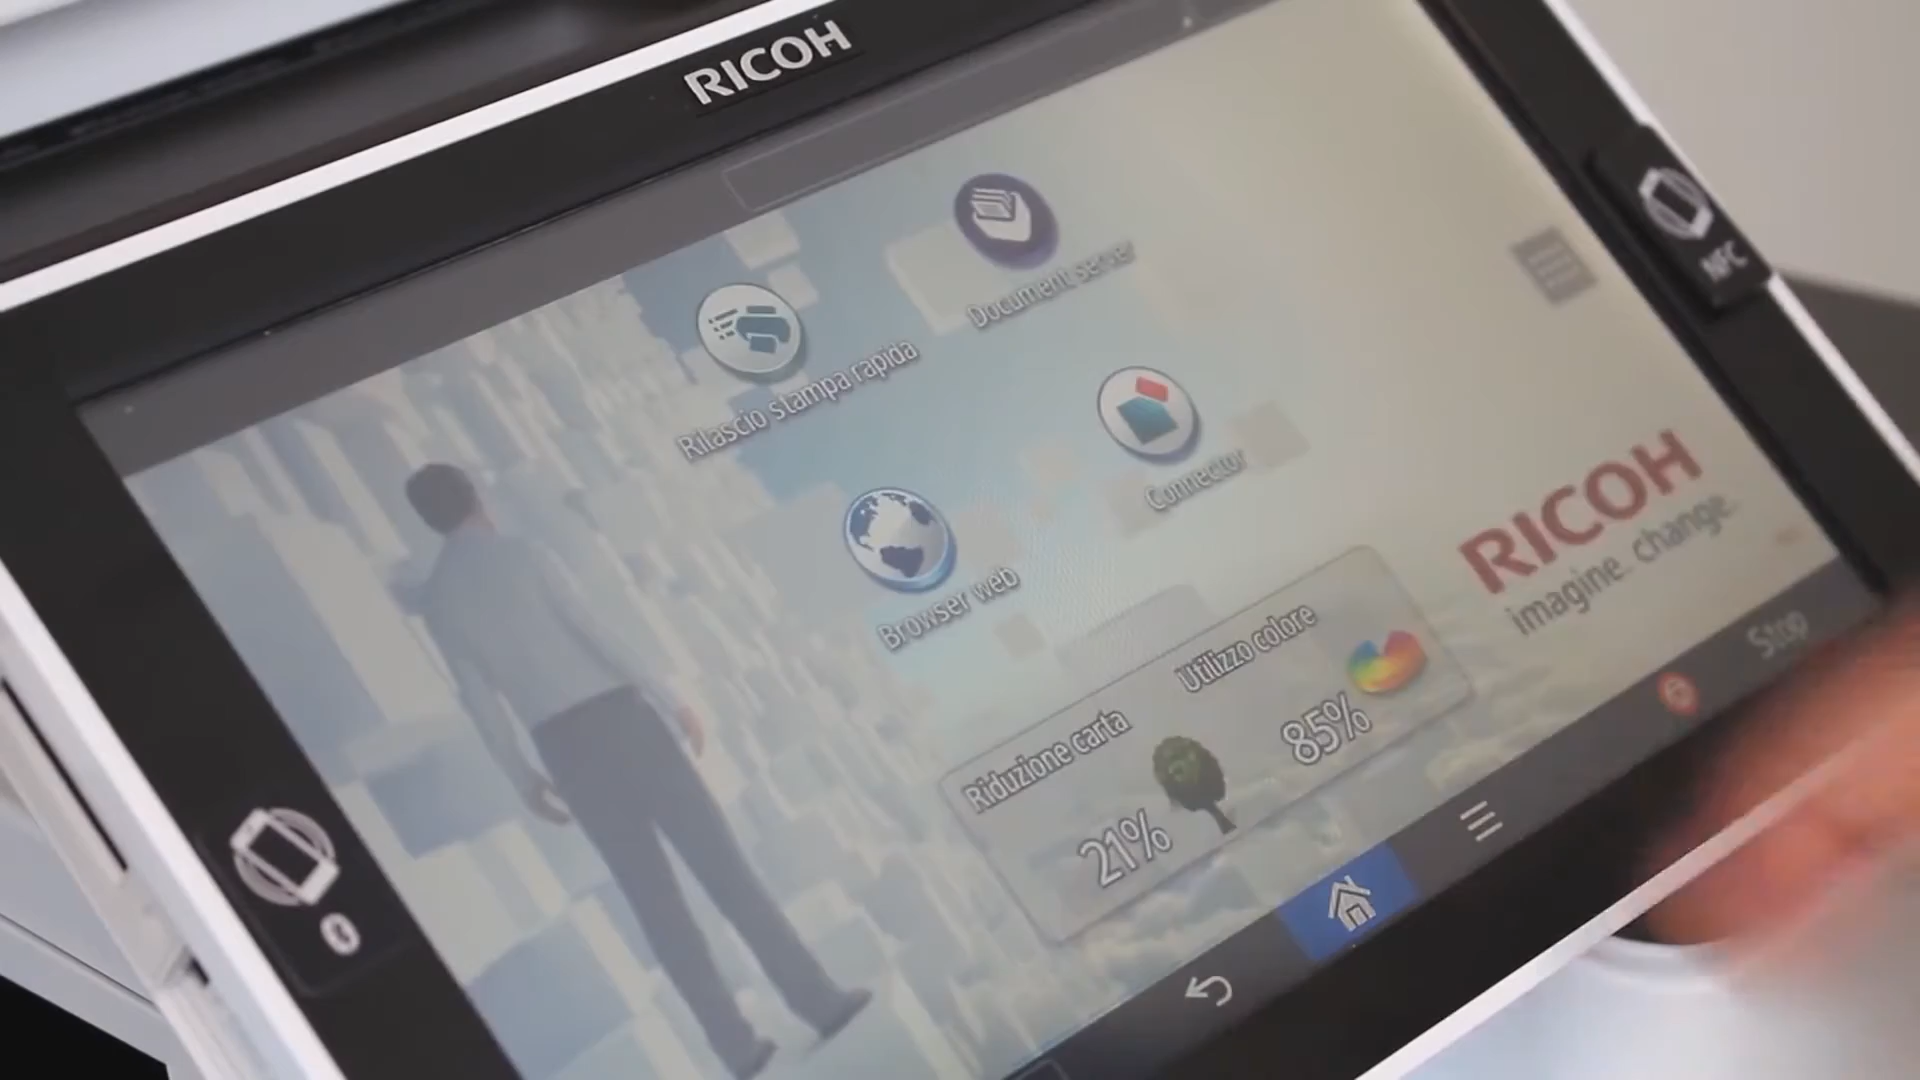 RICOH
NFC
Document server
Rilascio stampa rapida
Connector
Browser web
RICOH
imagine. change.
Utilizzo colore
85%
Riduzione carta
21%
Stop